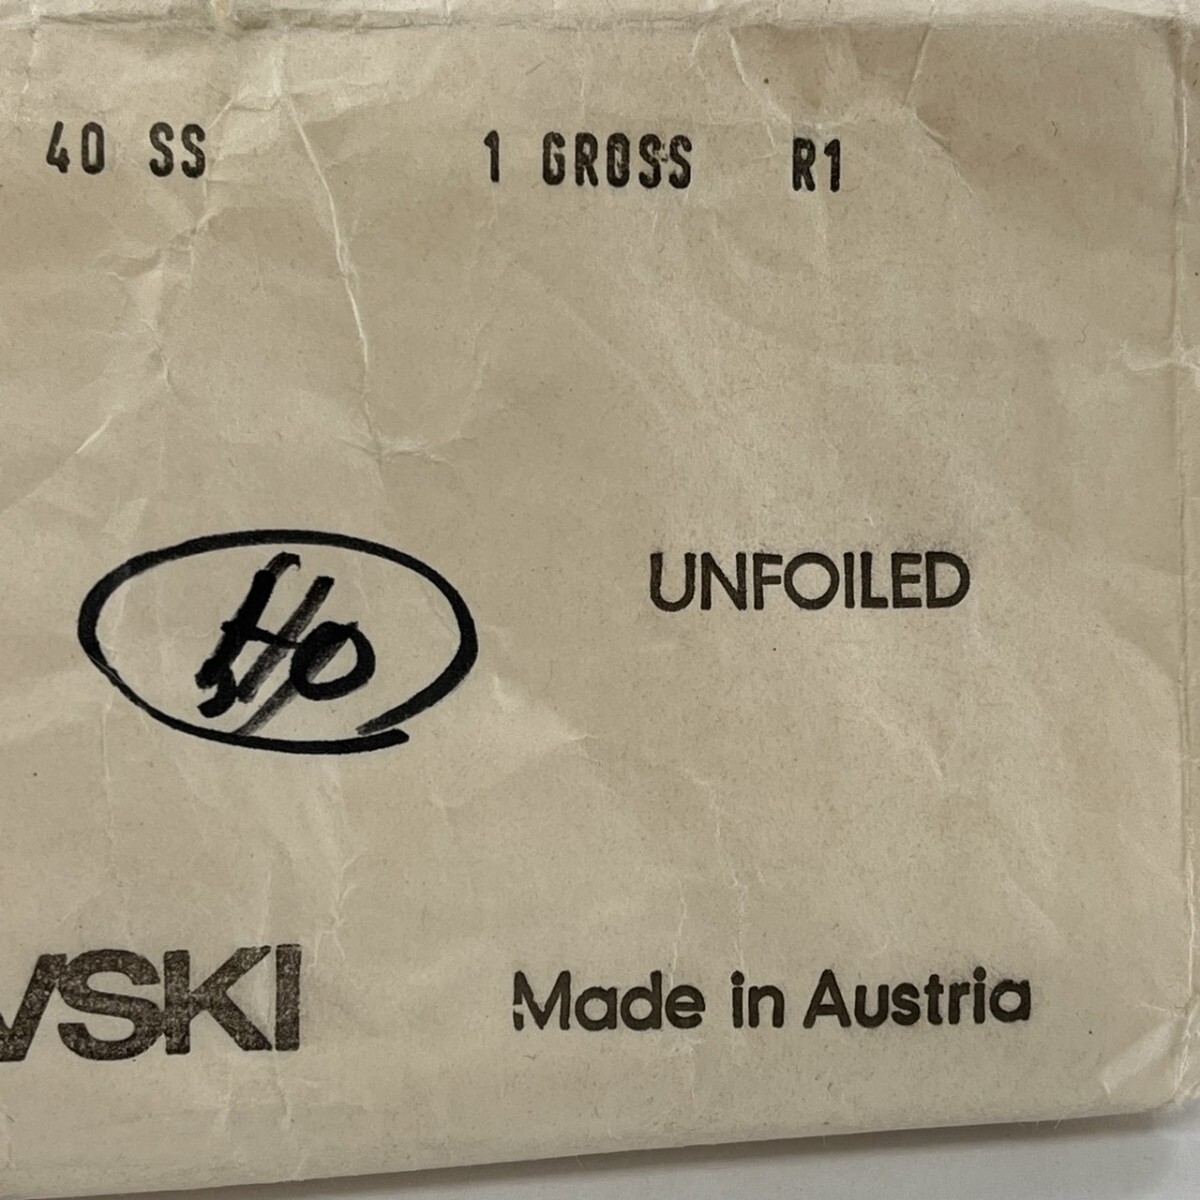 40 SS 1 GROSS R1
UNFOILED
VSKI Made in Austria